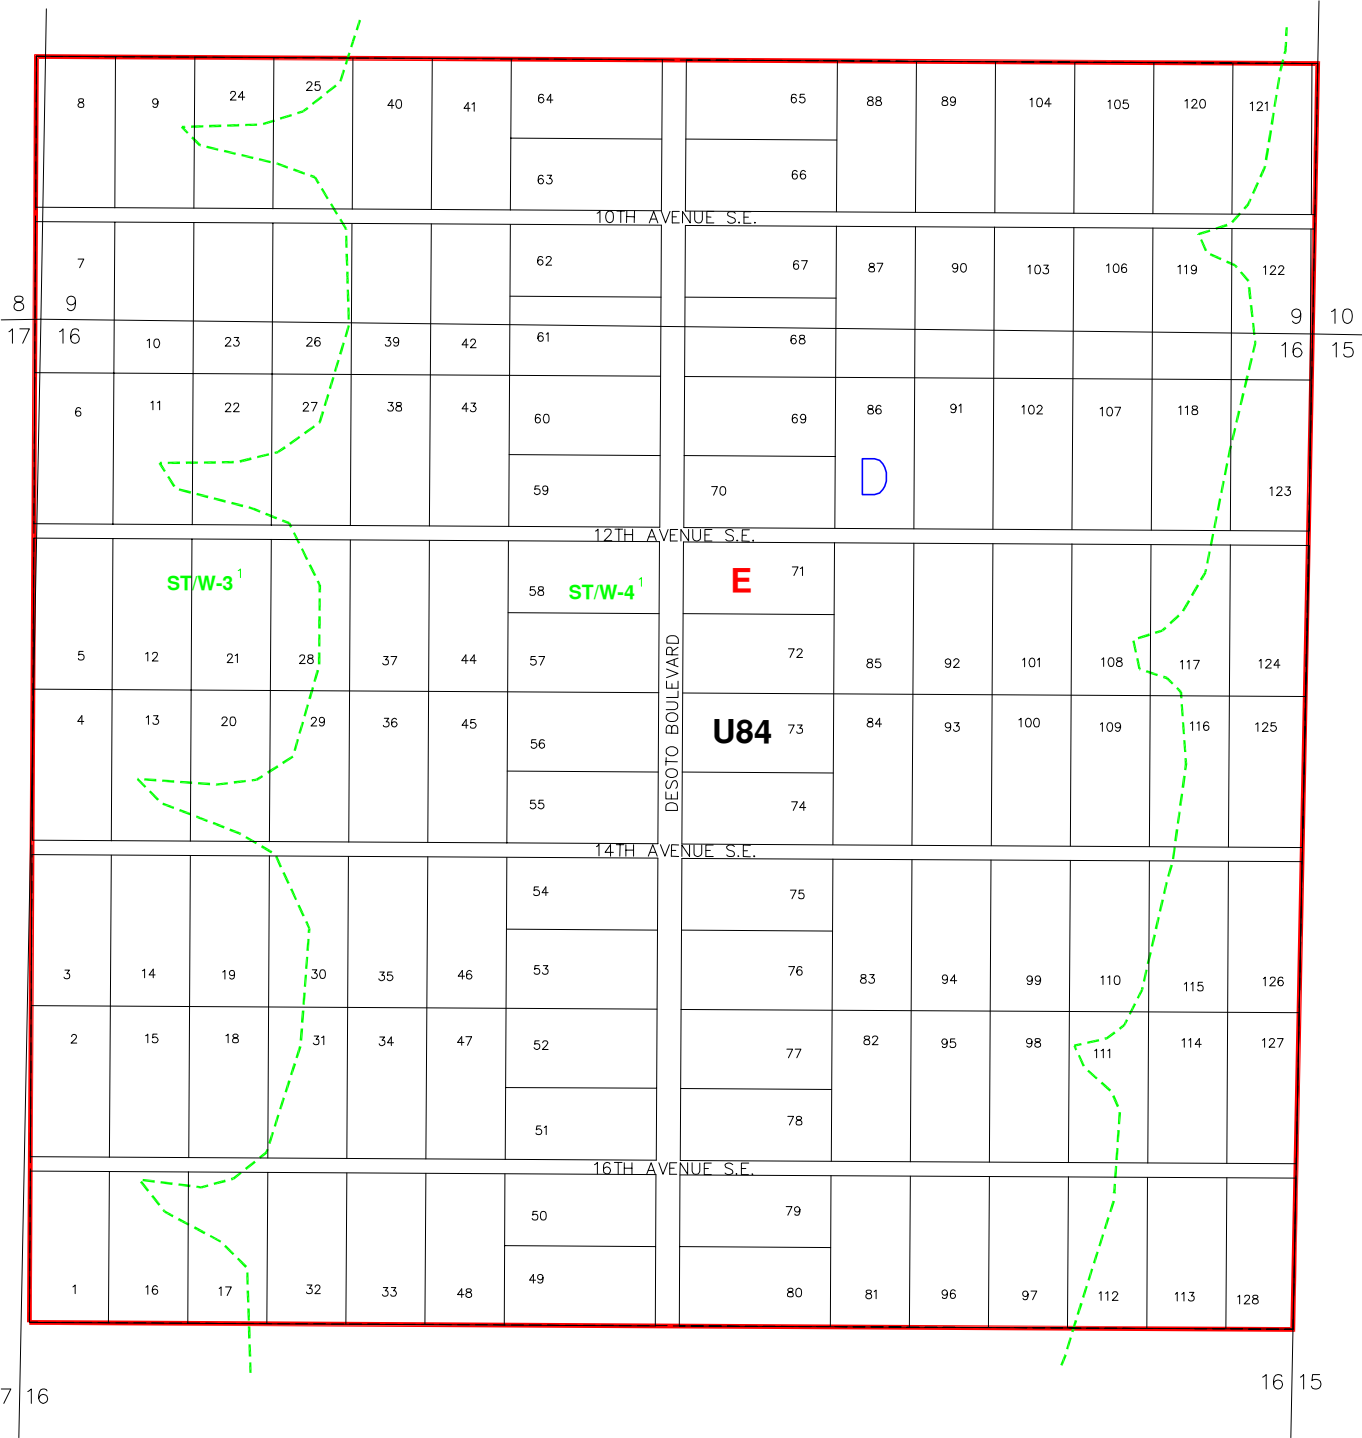 8 9 24 25 40 41 64 65 88 89 104 105 120 121
63 66
10TH AVENUE S.E.
7 62 67 87 90 103 106 119 122
8 9 9 10
17 16 10 23 26 39 42 61 68 16 15
6 11 22 27 38 43 60 69 86 91 102 107 118
59 70 D 123
12TH AVENUE S.E.
ST/W-3 1 58 ST/W-4 1 E 71
5 12 21 28 37 44 57 72 85 92 101 108 117 124
DESOTO BOULEVARD
4 13 20 29 36 45 56 U84 73 84 93 100 109 116 125
55 74
14TH AVENUE S.E.
54 75
3 14 19 30 35 46 53 76 83 94 99 110 115 126
2 15 18 31 34 47 52 77 82 95 98 111 114 127
51 78
16TH AVENUE S.E.
50 79
1 16 17 32 33 48 49 80 81 96 97 112 113 128
7 16 16 15